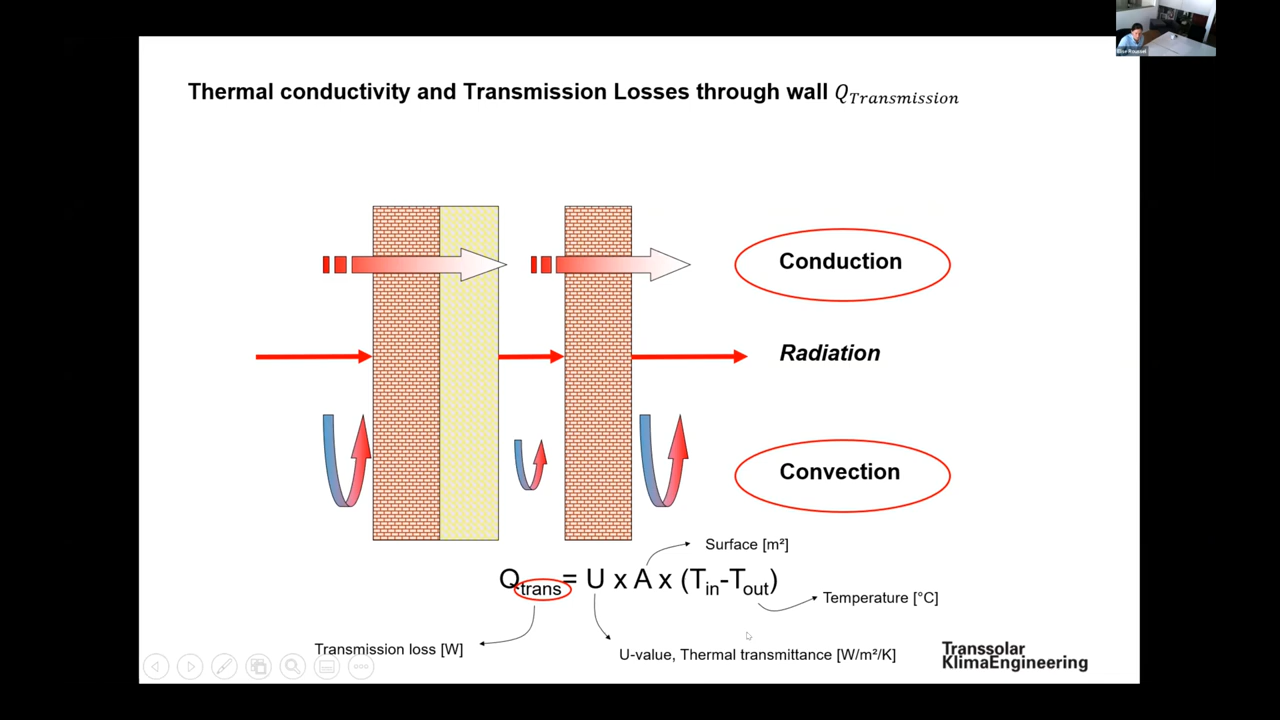 Thermal conductivity and Transmission Losses through wall Q_Transmission
Conduction
Radiation
Convection
Surface [m²]
Q_trans = U x A x (T_in-T_out)
Temperature [°C]
Transmission loss [W]
U-value, Thermal transmittance [W/m²/K]
Transsolar
KlimaEngineering
Roussel